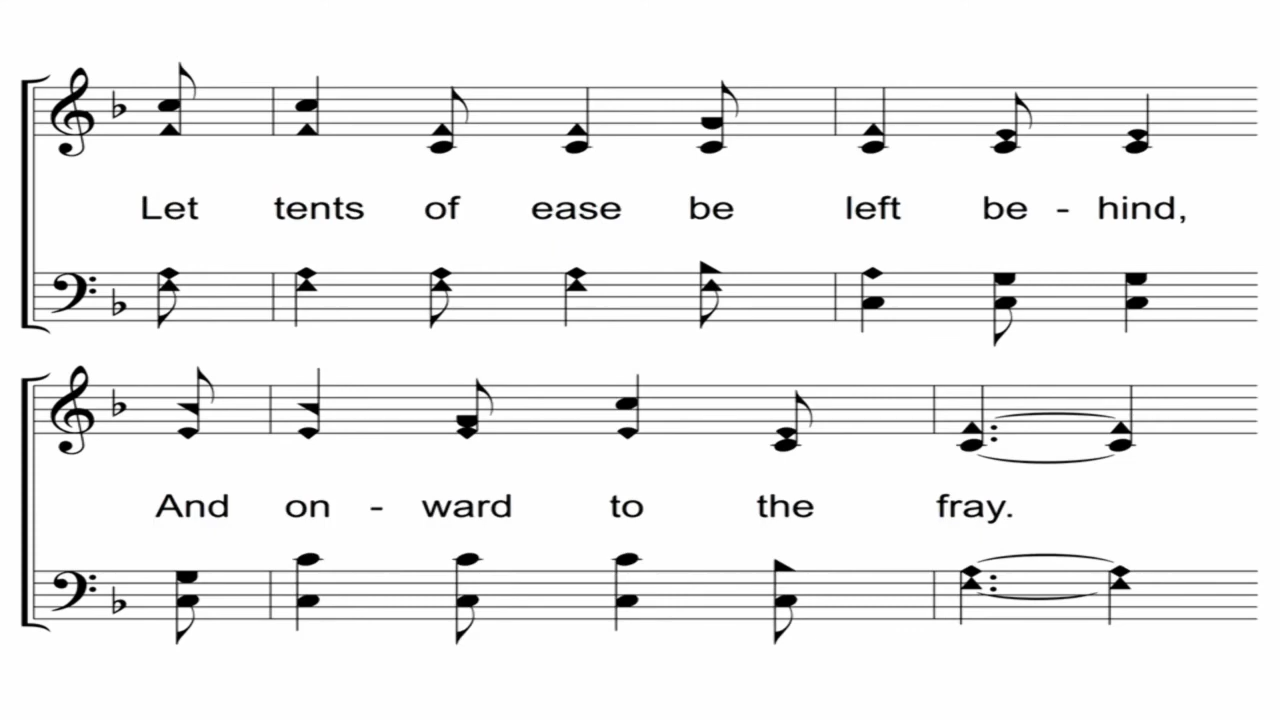 Let tents of ease be left be - hind,
And on - ward to the fray.